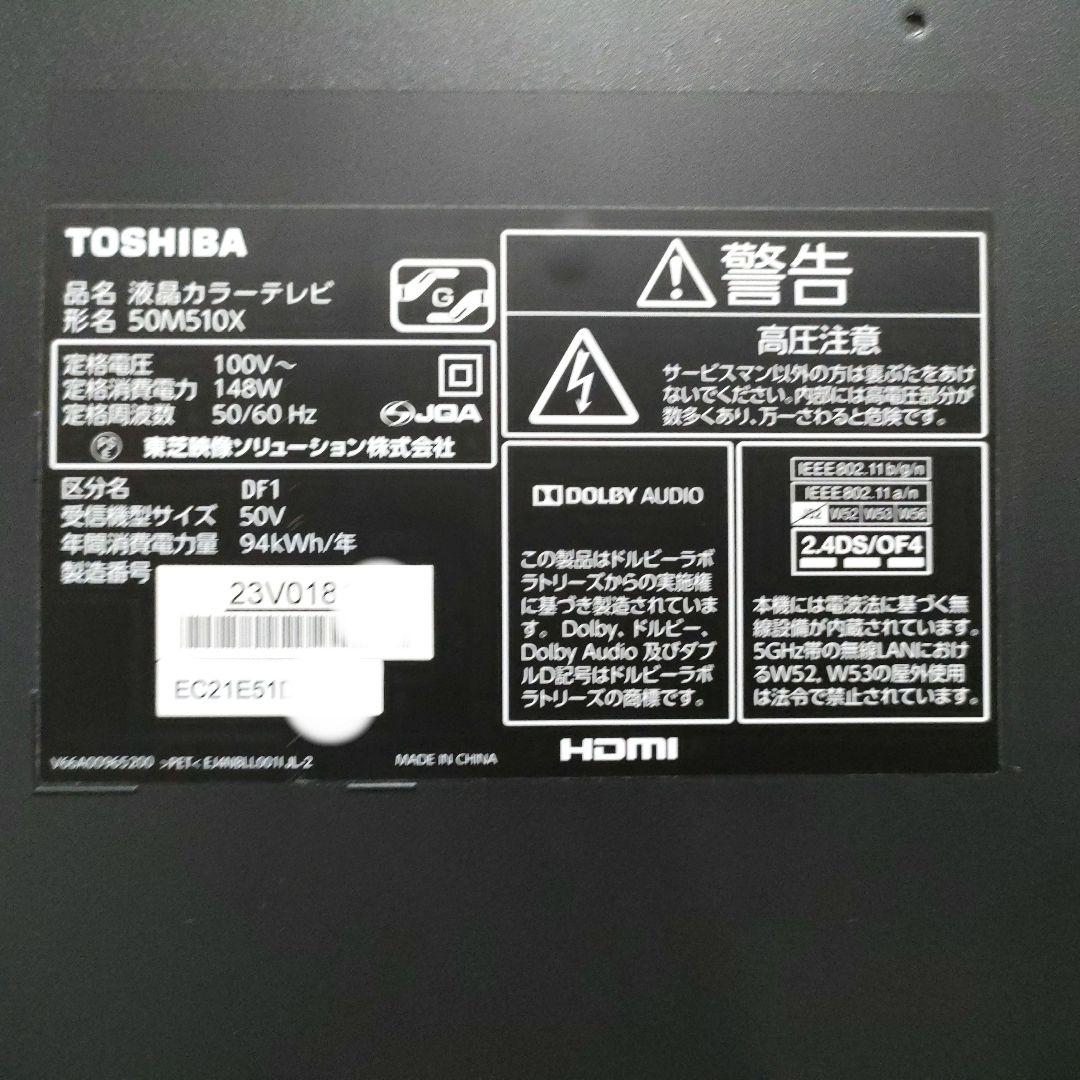 TOSHIBA
品名 液晶カラーテレビ
形名 50M510X
G
定格電圧 100V～
定格消費電力 148W
定格周波数 50/60 Hz
JQA
東芝映像ソリューション株式会社
区分名 DF1
受信機型サイズ 50V
年間消費電力量 94kWh/年
製造番号
23V018
EC21E51
V66A00965200 >PET<
MADE IN CHINA
警告
高圧注意
サービスマン以外の方は裏ぶたをあけ
ないでください。内部には高電圧部分が
数多くあり、万一さわると危険です。
DOLBY AUDIO
この製品はドルビーラボ
ラトリーズからの実施権
に基づき製造されていま
す。Dolby、ドルビー、
Dolby Audio 及びダブ
ルD記号はドルビーラボ
ラトリーズの商標です。
IEEE802.11b/g/n
IEEE802.11a/n
J52 W52 W53 W56
2.4DS/OF4
本機には電波法に基づく無
線設備が内蔵されています。
5GHz帯の無線LANにおけ
るW52、W53の屋外使用
は法令で禁止されています。
HDMI